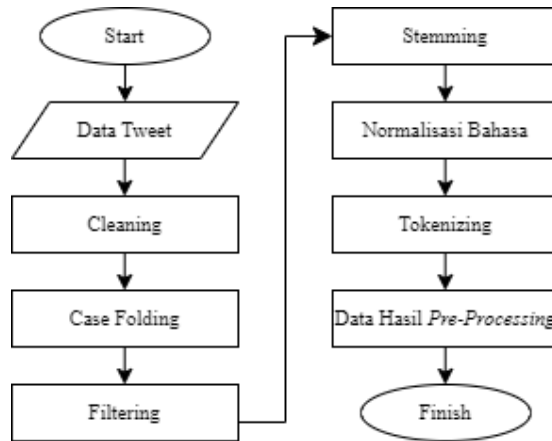 Start
Data Tweet
Cleaning
Case Folding
Filtering
Stemming
Normalisasi Bahasa
Tokenizing
Data Hasil Pre-Processing
Finish